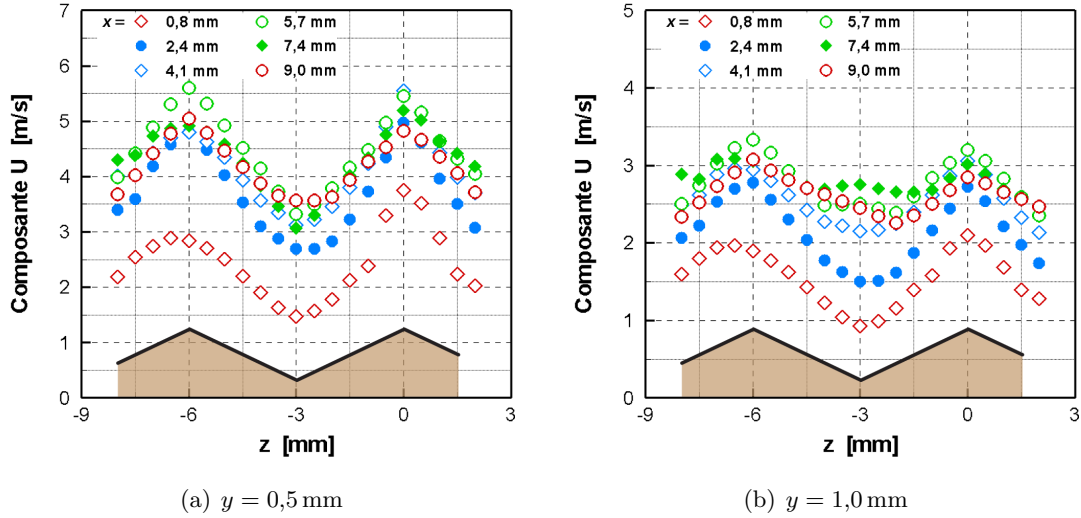 x = 0,8 mm 5,7 mm
2,4 mm 7,4 mm
4,1 mm 9,0 mm
7
6
5
4
3
2
1
0
Composante U [m/s]
-9 -6 -3 0 3
z [mm]
(a) y = 0,5 mm
x = 0,8 mm 5,7 mm
2,4 mm 7,4 mm
4,1 mm 9,0 mm
5
4
3
2
1
0
Composante U [m/s]
-9 -6 -3 0 3
z [mm]
(b) y = 1,0 mm